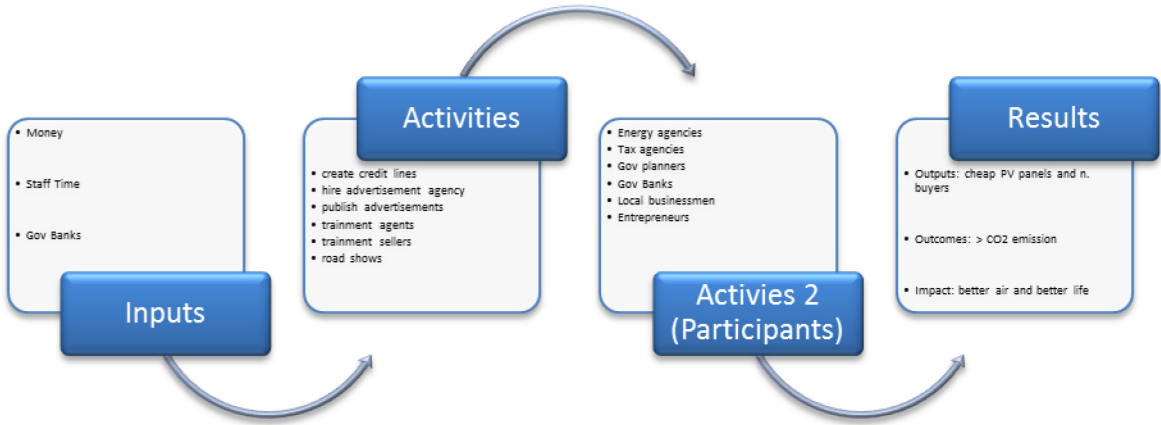 Inputs
• Money
• Staff Time
• Gov Banks
Activities
• create credit lines
• hire advertisement agency
• publish advertisements
• trainment agents
• trainment sellers
• road shows
• Energy agencies
• Tax agencies
• Gov planners
• Gov Banks
• Local businessmen
• Entrepreneurs
Activies 2
(Participants)
Results
• Outputs: cheap PV panels and n.
buyers
• Outcomes: > CO2 emission
• Impact: better air and better life